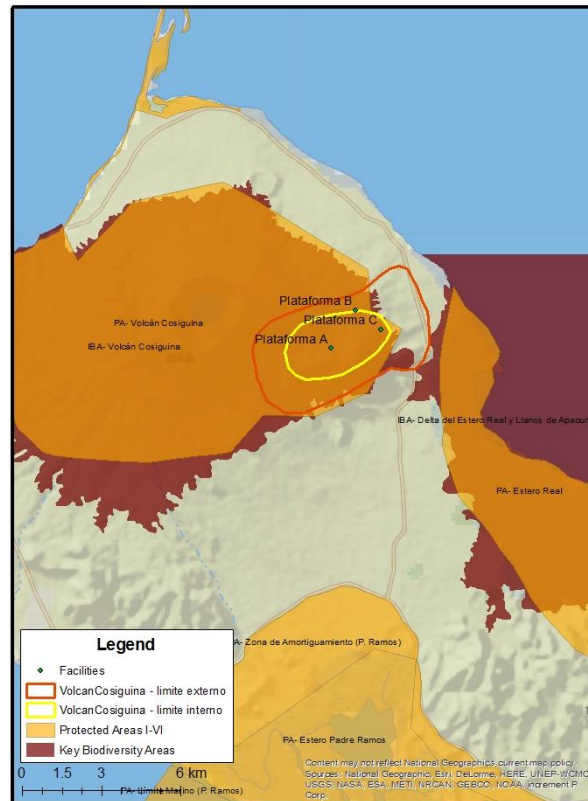 Plataforma B
Plataforma C
PA- Volcán Cosiguina
Plataforma A
IBA- Volcán Cosiguina
IBA- Delta del Estero Real y Llanos de Apacun
PA- Estero Real
A- Zona de Amortiguamiento (P. Ramos)
PA- Estero Padre Ramos
PA- Límite Marino (P. Ramos)
Legend
Facilities
VolcanCosiguina - limite externo
VolcanCosiguina - limite interno
Protected Areas I-VI
Key Biodiversity Areas
0 1.5 3 6 km
Content may not reflect National Geographic's current map policy.
Sources: National Geographic, Esri, DeLorme, HERE, UNEP-WCMC,
USGS, NASA, ESA, METI, NRCAN, GEBCO, NOAA, increment P
Corp.